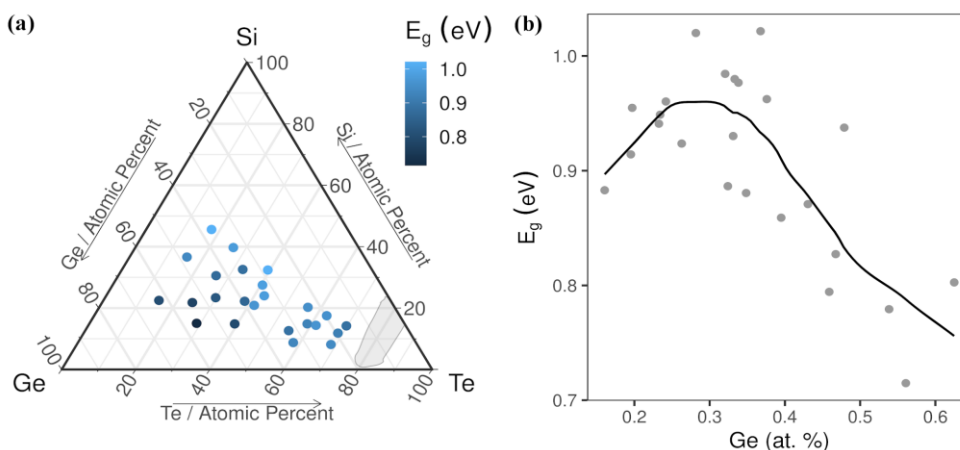 (a)
Si
E_g (eV)
1.0
0.9
0.8
100
80
60
40
20
Si / Atomic Percent
20
40
60
80
100
Ge / Atomic Percent
Ge
Te
20
40
60
80
100
Te / Atomic Percent
(b)
E_g (eV)
1.0
0.9
0.8
0.7
0.2
0.3
0.4
0.5
0.6
Ge (at. %)